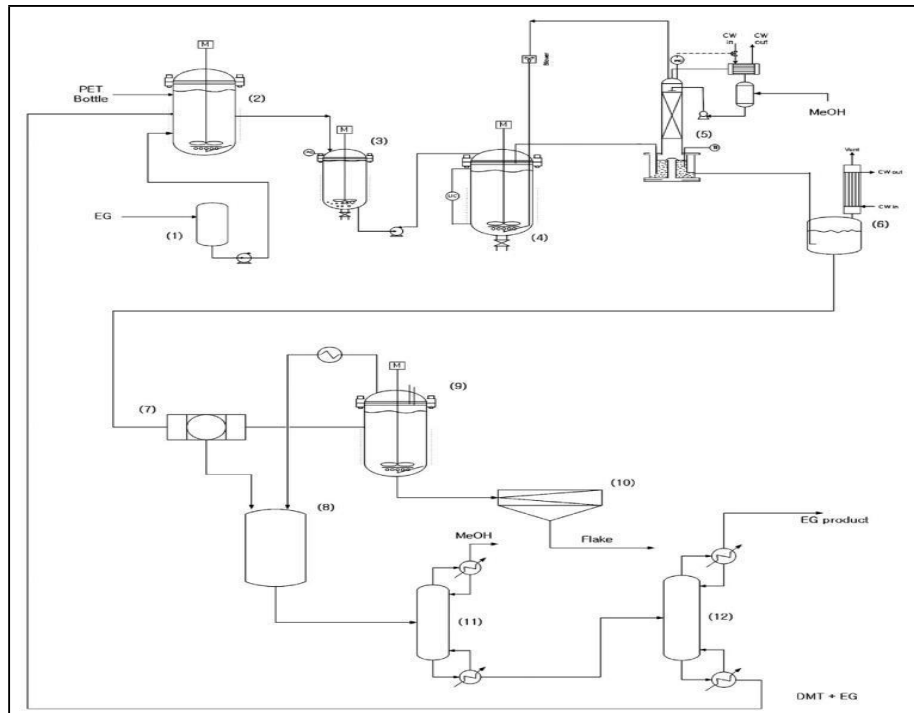 M
PET
Bottle
(2)
EG
(1)
M
(3)
M
(4)
Blower
(5)
CW
in
CW
out
MeOH
Vent
CW out
CW in
(6)
(7)
M
(9)
(8)
(10)
Flake
MeOH
(11)
EG product
(12)
DMT + EG